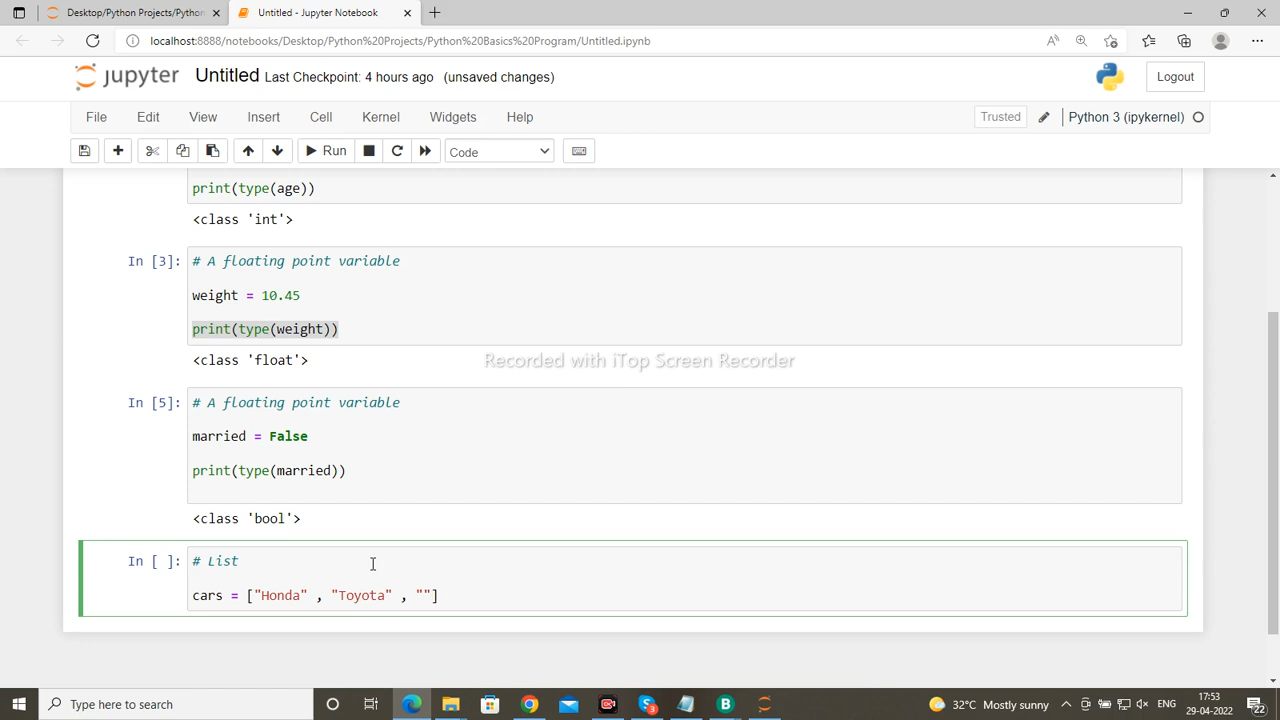 Desktop/Python Projects/Python
Untitled - Jupyter Notebook
localhost:8888/notebooks/Desktop/Python%20Projects/Python%20Basics%20Program/Untitled.ipynb
jupyter Untitled Last Checkpoint: 4 hours ago (unsaved changes)
Logout
File Edit View Insert Cell Kernel Widgets Help
Trusted
Python 3 (ipykernel)
Run
Code
print(type(age))
<class 'int'>
In [3]: # A floating point variable
weight = 10.45
print(type(weight))
<class 'float'>
Recorded with iTop Screen Recorder
In [5]: # A floating point variable
married = False
print(type(married))
<class 'bool'>
In [ ]: # List
cars = ["Honda" , "Toyota" , ""]
Type here to search
32°C Mostly sunny
ENG
17:53
29-04-2022
22